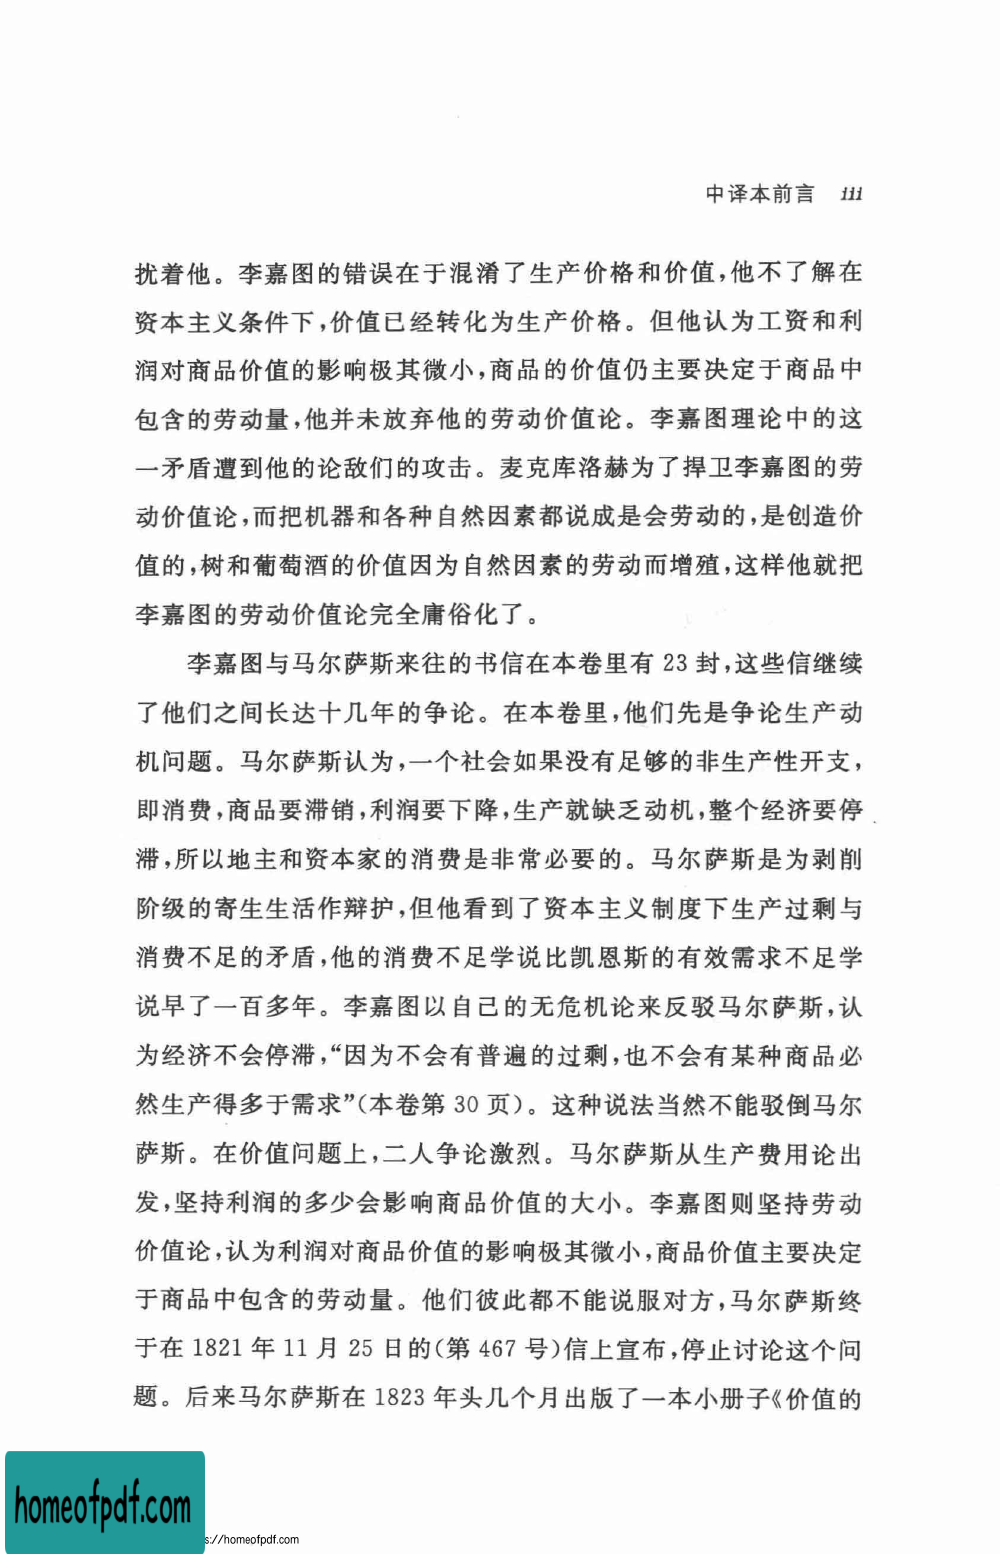 中译本前言 iii
扰着他。李嘉图的错误在于混淆了生产价格和价值,他不了解在
资本主义条件下,价值已经转化为生产价格。但他认为工资和利
润对商品价值的影响极其微小,商品的价值仍主要决定于商品中
包含的劳动量,他并未放弃他的劳动价值论。李嘉图理论中的这
一矛盾遭到他的论敌们的攻击。麦克库洛赫为了捍卫李嘉图的劳
动价值论,而把机器和各种自然因素都说成是会劳动的,是创造价
值的,树和葡萄酒的价值因为自然因素的劳动而增殖,这样他就把
李嘉图的劳动价值论完全庸俗化了。
李嘉图与马尔萨斯来往的书信在本卷里有 23 封,这些信继续
了他们之间长达十几年的争论。在本卷里,他们先是争论生产动
机问题。马尔萨斯认为,一个社会如果没有足够的非生产性开支,
即消费,商品要滞销,利润要下降,生产就缺乏动机,整个经济要停
滞,所以地主和资本家的消费是非常必要的。马尔萨斯是为剥削
阶级的寄生生活作辩护,但他看到了资本主义制度下生产过剩与
消费不足的矛盾,他的消费不足学说比凯恩斯的有效需求不足学
说早了一百多年。李嘉图以自己的无危机论来反驳马尔萨斯,认
为经济不会停滞,“因为不会有普遍的过剩,也不会有某种商品必
然生产得多于需求”(本卷第 30 页)。这种说法当然不能驳倒马尔
萨斯。在价值问题上,二人争论激烈。马尔萨斯从生产费用论出
发,坚持利润的多少会影响商品价值的大小。李嘉图则坚持劳动
价值论,认为利润对商品价值的影响极其微小,商品价值主要决定
于商品中包含的劳动量。他们彼此都不能说服对方,马尔萨斯终
于在 1821 年 11 月 25 日的(第 467 号)信上宣布,停止讨论这个问
题。后来马尔萨斯在 1823 年头几个月出版了一本小册子《价值的
homeofpdf.com
s://homeofpdf.com